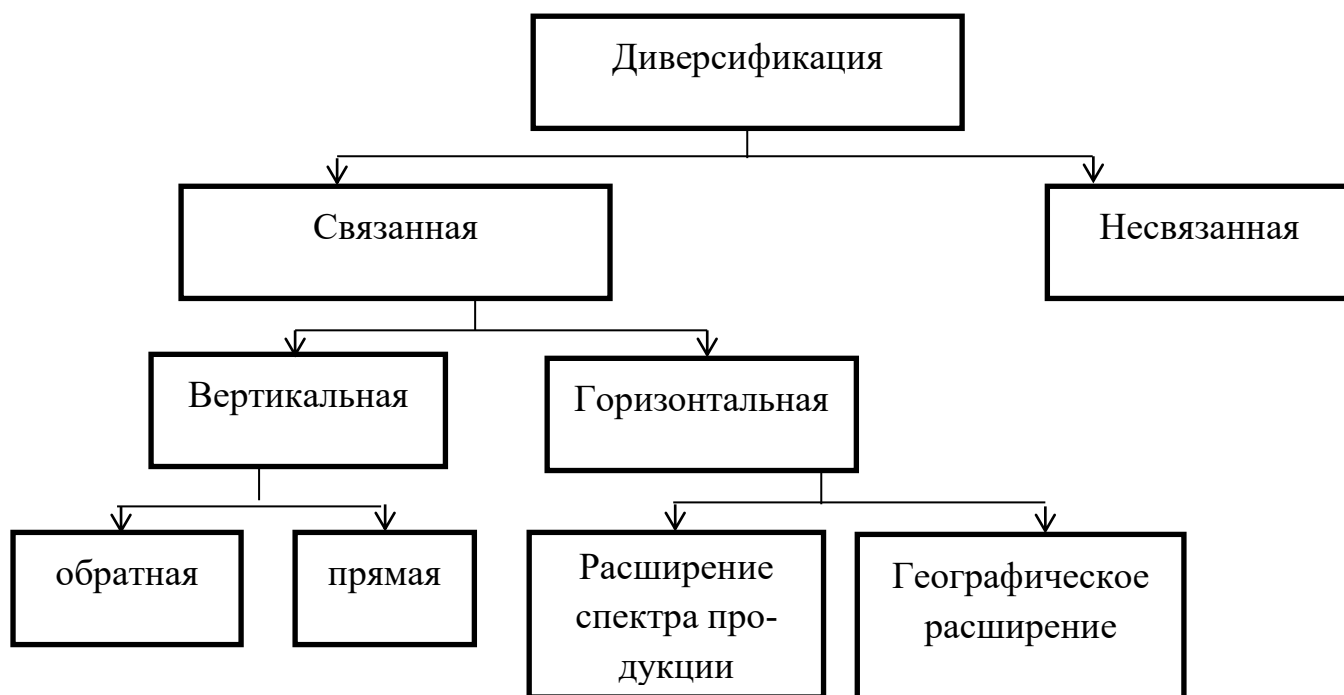 Диверсификация
Связанная
Несвязанная
Вертикальная
Горизонтальная
обратная
прямая
Расширение
спектра про-
дукции
Географическое
расширение